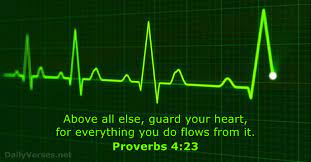 Above all else, guard your heart,
for everything you do flows from it.
Proverbs 4:23
DailyVerses.net